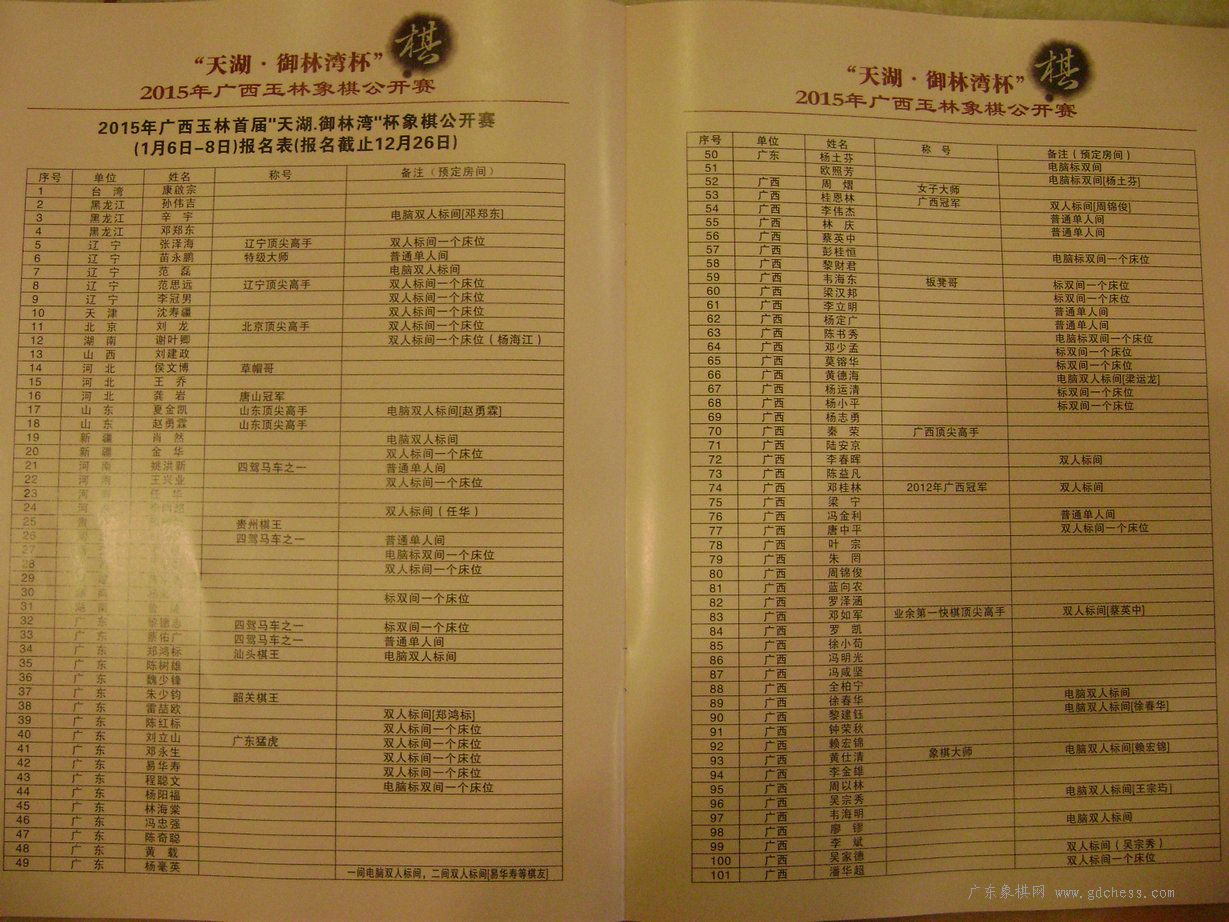 棋
“天湖·御林湾杯”
2015年广西玉林象棋公开赛
2015年广西玉林首届"天湖.御林湾"杯象棋公开赛
(1月6日-8日)报名表(报名截止12月26日)
序号 单位 姓名 称号 备注（预定房间）
1 台湾 康啟宗
2 黑龙江 孙伟吉
3 黑龙江 辛宇 电脑双人标间[邓郑东]
4 黑龙江 邓郑东
5 辽宁 张泽海 辽宁顶尖高手 双人标间一个床位
6 辽宁 苗永鹏 特级大师 普通单人间
7 辽宁 范磊 电脑双人标间
8 辽宁 范思远 辽宁顶尖高手 双人标间一个床位
9 辽宁 李冠男 双人标间一个床位
10 天津 沈寿疆 双人标间一个床位
11 北京 刘龙 北京顶尖高手 双人标间一个床位
12 湖南 谢叶卿 双人标间一个床位（杨海江）
13 山西 刘建政
14 河北 侯文博 草帽哥
15 河北 王乔
16 河北 龚岩 唐山冠军
17 山东 夏金凯 山东顶尖高手 电脑双人标间[赵勇霖]
18 山东 赵勇霖 山东顶尖高手
19 新疆 肖然 电脑双人标间
20 新疆 金华 双人标间一个床位
21 河南 姚洪新 四驾马车之一 普通单人间
22 河南 王兴业 双人标间一个床位
23 河南 任华
24 河 双人标间（任华）
25 贵州棋王
26 四驾马车之一 普通单人间
27 电脑标双间一个床位
28 双人标间一个床位
29
30 标双间一个床位
31
32 东 黎德志 四驾马车之一 标双间一个床位
33 广东 蔡佑广 四驾马车之一 普通单人间
34 广东 郑鸿标 汕头棋王 电脑双人标间
35 广东 陈树雄
36 广东 魏少锋
37 广东 朱少钧 韶关棋王
38 广东 雷喆欧 双人标间[郑鸿标]
39 广东 陈红标 双人标间一个床位
40 广东 刘立山 广东猛虎 双人标间一个床位
41 广东 邓永生 双人标间一个床位
42 广东 易华寿 双人标间一个床位
43 广东 程聪文 电脑标双间一个床位
44 广东 杨阳福
45 广东 林海棠
46 广东 冯忠强
47 广东 陈奇聪
48 广东 黄载
49 广东 杨毫英 一间电脑双人标间，二间双人标间[易华寿等棋友]
棋
“天湖·御林湾杯”
2015年广西玉林象棋公开赛
序号 单位 姓名 称号 备注（预定房间）
50 广东 杨土芬 电脑标双间
51 欧照芳 电脑标双间[杨土芬]
52 广西 周熠 女子大师
53 广西 桂恩林 广西冠军 双人标间[周锦俊]
54 广西 李伟杰 普通单人间
55 广西 林庆 普通单人间
56 广西 蔡英中
57 广西 彭桂恒 电脑标双间一个床位
58 广西 黎财君
59 广西 韦海东 板凳哥 标双间一个床位
60 广西 梁汉邦 标双间一个床位
61 广西 李立明 普通单人间
62 广西 杨定广 普通单人间
63 广西 陈书秀 电脑标双间一个床位
64 广西 邓少孟 标双间一个床位
65 广西 莫镕华 标双间一个床位
66 广西 黄德海 电脑双人标间[梁运龙]
67 广西 杨运清 标双间一个床位
68 广西 杨小平 标双间一个床位
69 广西 杨志勇
70 广西 秦荣 广西顶尖高手
71 广西 陆安京
72 广西 李春晖 双人标间
73 广西 陈益凡
74 广西 邓桂林 2012年广西冠军 双人标间
75 广西 梁宁
76 广西 冯金利 普通单人间
77 广西 唐中平 双人标间一个床位
78 广西 叶宗
79 广西 朱罔
80 广西 周锦俊
81 广西 蓝向农
82 广西 罗泽涵
83 广西 邓如军 业余第一快棋顶尖高手 双人标间[蔡英中]
84 广西 罗凯
85 广西 徐小荀
86 广西 冯明光
87 广西 冯咸坚
88 广西 全柏宁
89 广西 徐春华 电脑双人标间
90 广西 黎建钰 电脑双人标间[徐春华]
91 广西 钟荣秋
92 广西 赖宏锦
93 广西 黄仕清 象棋大师 电脑双人标间[赖宏锦]
94 广西 李金雄
95 广西 周以林
96 广西 吴宗秀 电脑双人标间
97 广西 韦海明
98 广西 廖 电脑双人标间
99 广西 李斌
100 广西 吴家德 双人标间（吴宗秀）
101 广西 潘华超 双人标间一个床位
广东象棋网 www.gdchess.com